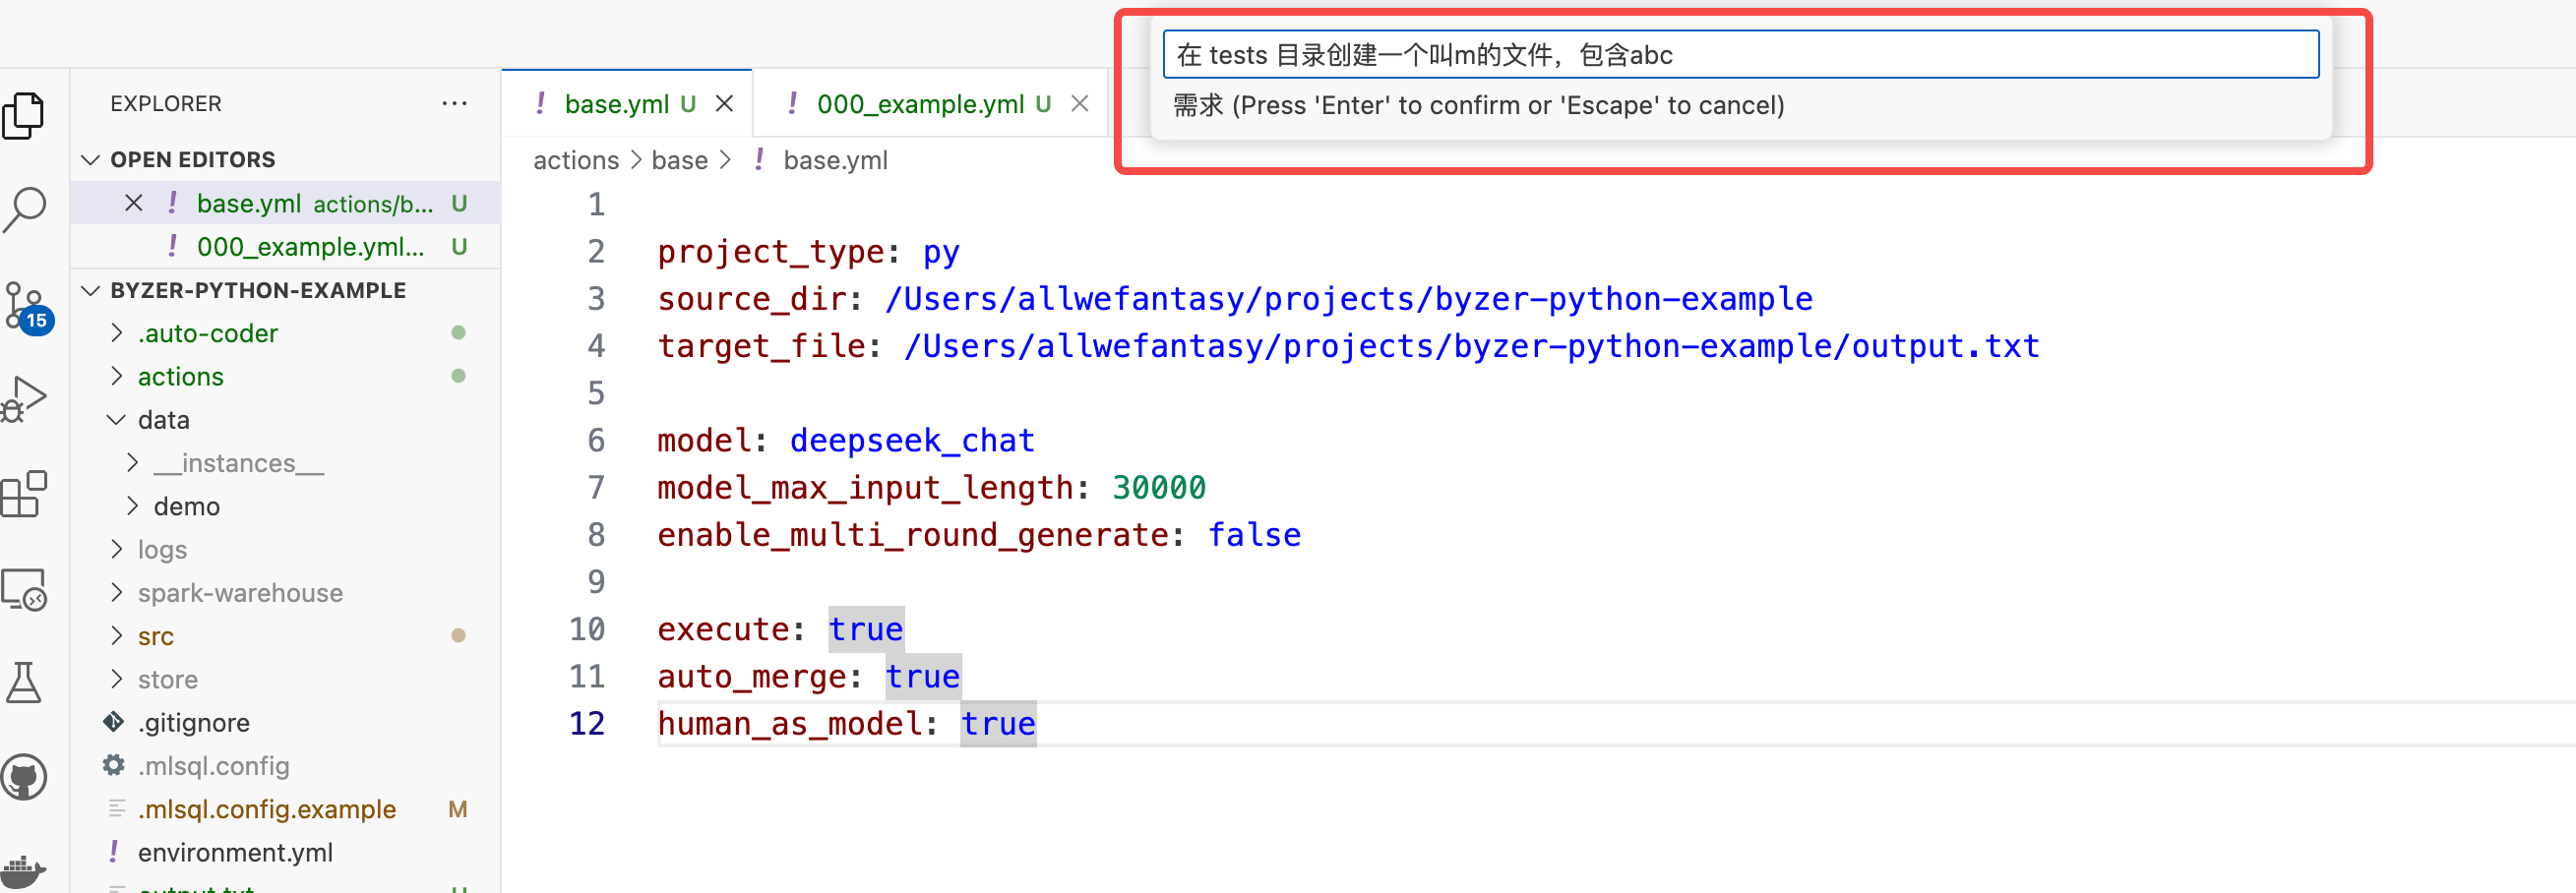 在 tests 目录创建一个叫m的文件，包含abc
需求 (Press 'Enter' to confirm or 'Escape' to cancel)
EXPLORER ···
OPEN EDITORS
base.yml actions/b... U
000_example.yml... U
BYZER-PYTHON-EXAMPLE
.auto-coder
actions
data
__instances__
demo
logs
spark-warehouse
src
store
.gitignore
.mlsql.config
.mlsql.config.example M
environment.yml
output.txt U
15
! base.yml U
! 000_example.yml U
actions > base > ! base.yml
1
2 project_type: py
3 source_dir: /Users/allwefantasy/projects/byzer-python-example
4 target_file: /Users/allwefantasy/projects/byzer-python-example/output.txt
5
6 model: deepseek_chat
7 model_max_input_length: 30000
8 enable_multi_round_generate: false
9
10 execute: true
11 auto_merge: true
12 human_as_model: true